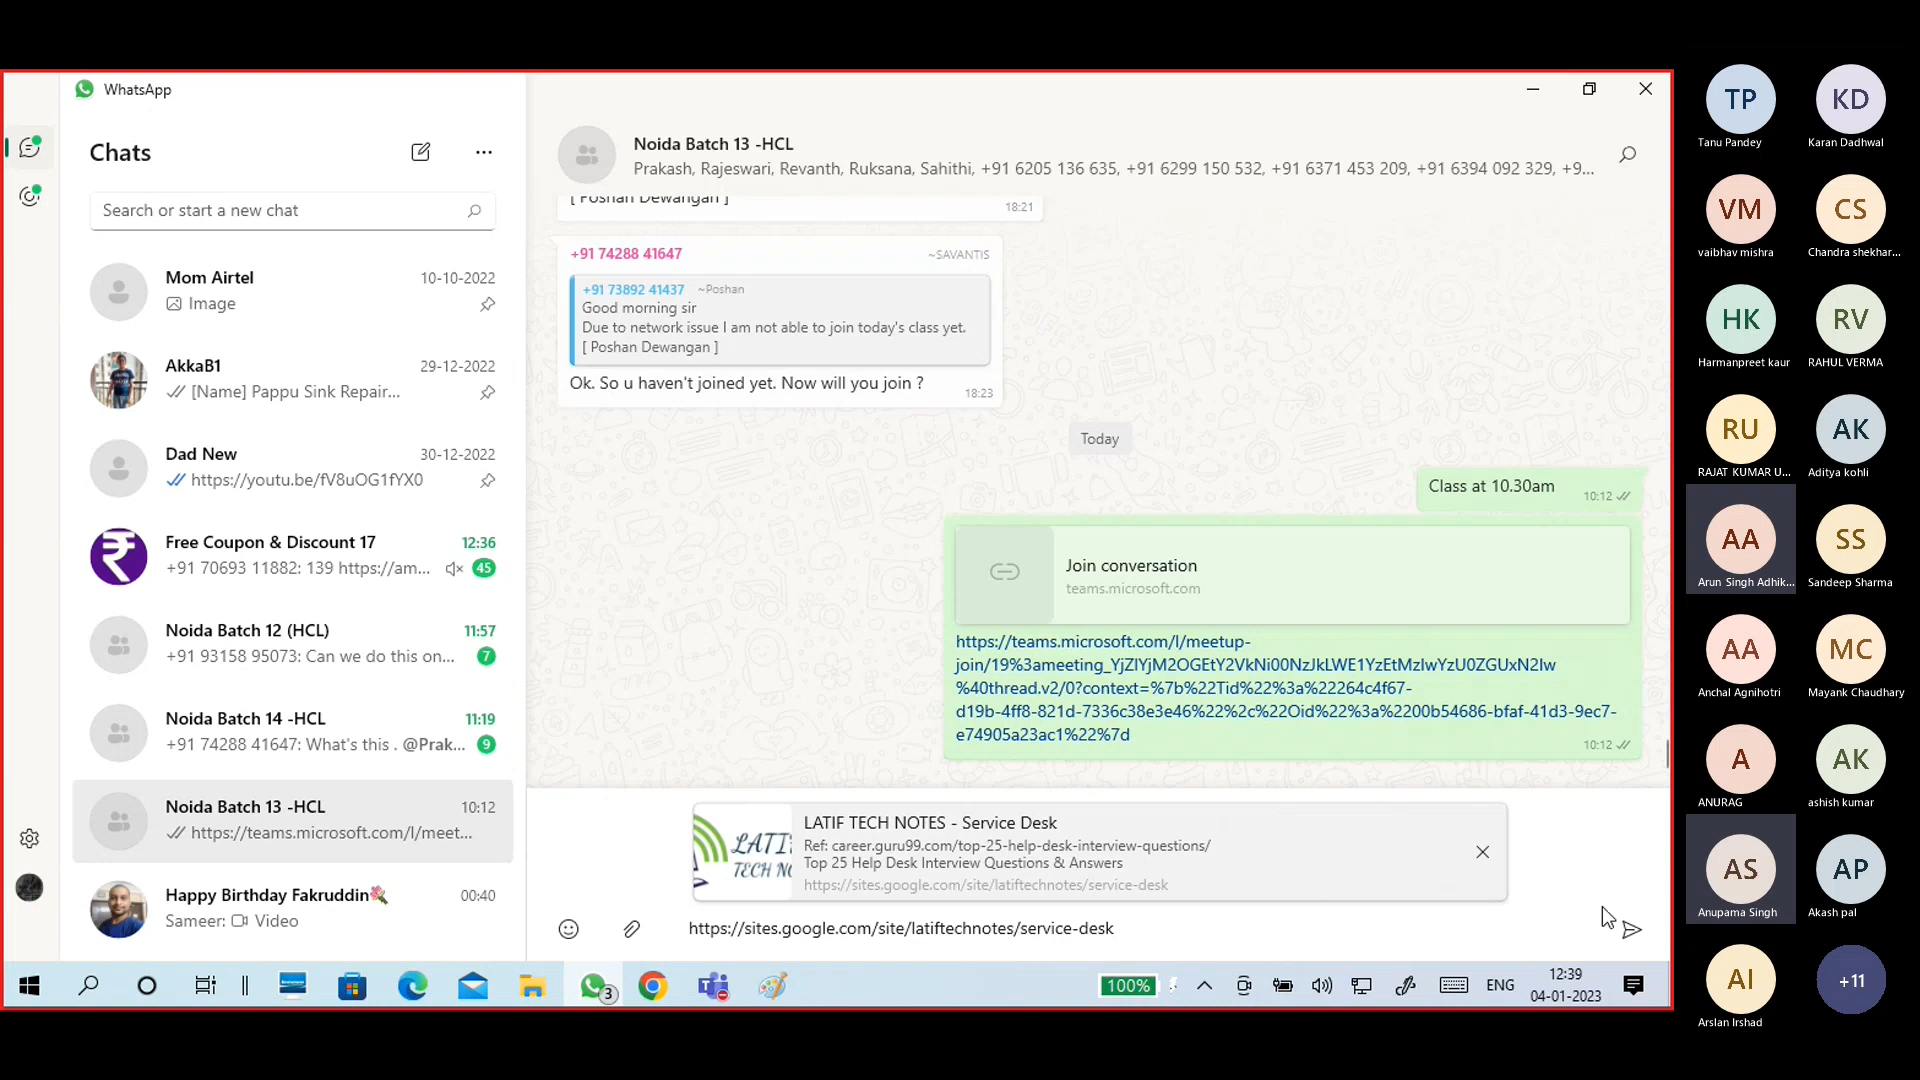 WhatsApp
Chats
Search or start a new chat
Mom Airtel
10-10-2022
Image
AkkaB1
29-12-2022
[Name] Pappu Sink Repair...
Dad New
30-12-2022
https://youtu.be/fV8uOG1fYX0
Free Coupon & Discount 17
12:36
+91 70693 11882: 139 https://am...
45
Noida Batch 12 (HCL)
11:57
+91 93158 95073: Can we do this on...
7
Noida Batch 14 -HCL
11:19
+91 74288 41647: What's this . @Prak...
9
Noida Batch 13 -HCL
10:12
https://teams.microsoft.com/l/meet...
Happy Birthday Fakruddin
00:40
Sameer: Video
Noida Batch 13 -HCL
Prakash, Rajeswari, Revanth, Ruksana, Sahithi, +91 6205 136 635, +91 6299 150 532, +91 6371 453 209, +91 6394 092 329, +9...
[ Poshan Dewangan ]
18:21
+91 74288 41647
~SAVANTIS
+91 73892 41437 ~Poshan
Good morning sir
Due to network issue I am not able to join today's class yet.
[ Poshan Dewangan ]
Ok. So u haven't joined yet. Now will you join ?
18:23
Today
Class at 10.30am
10:12
Join conversation
teams.microsoft.com
https://teams.microsoft.com/l/meetup-
join/19%3ameeting_YjZlYjM2OGEtY2VkNi00NzJkLWE1YzEtMzIwYzU0ZGUxN2Iw
%40thread.v2/0?context=%7b%22Tid%22%3a%22264c4f67-
d19b-4ff8-821d-7336c38e3e46%22%2c%22Oid%22%3a%2200b54686-bfaf-41d3-9ec7-
e74905a23ac1%22%7d
10:12
LATIF TECH NOTES - Service Desk
Ref: career.guru99.com/top-25-help-desk-interview-questions/
Top 25 Help Desk Interview Questions & Answers
https://sites.google.com/site/latiftechnotes/service-desk
https://sites.google.com/site/latiftechnotes/service-desk
3
100%
ENG
12:39
04-01-2023
TP
Tanu Pandey
KD
Karan Dadhwal
VM
vaibhav mishra
CS
Chandra shekhar...
HK
Harmanpreet kaur
RV
RAHUL VERMA
RU
RAJAT KUMAR U...
AK
Aditya kohli
AA
Arun Singh Adhik...
SS
Sandeep Sharma
AA
Anchal Agnihotri
MC
Mayank Chaudhary
A
ANURAG
AK
ashish kumar
AS
Anupama Singh
AP
Akash pal
AI
Arslan Irshad
+11